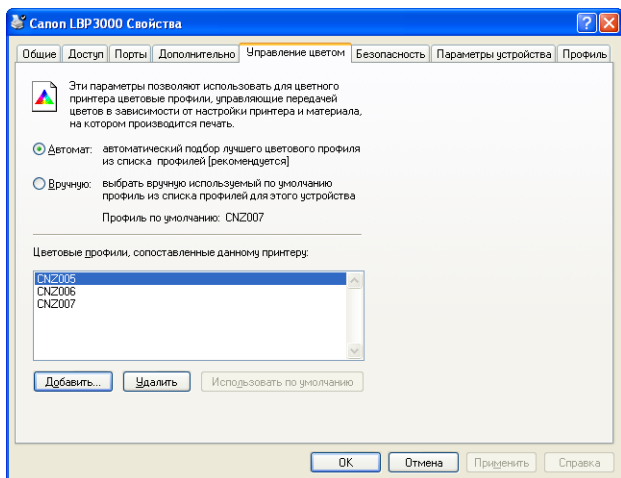 Canon LBP3000 Свойства
Общие Доступ Порты Дополнительно Управление цветом Безопасность Параметры устройства Профиль
Эти параметры позволяют использовать для цветного
принтера цветовые профили, управляющие передачей
цветов в зависимости от настройки принтера и материала,
на котором производится печать.
Автомат: автоматический подбор лучшего цветового профиля
из списка профилей [рекомендуется]
Вручную: выбрать вручную используемый по умолчанию
профиль из списка профилей для этого устройства
Профиль по умолчанию: CNZ007
Цветовые профили, сопоставленные данному принтеру:
CNZ005
CNZ006
CNZ007
Добавить... Удалить Использовать по умолчанию
OK Отмена Применить Справка